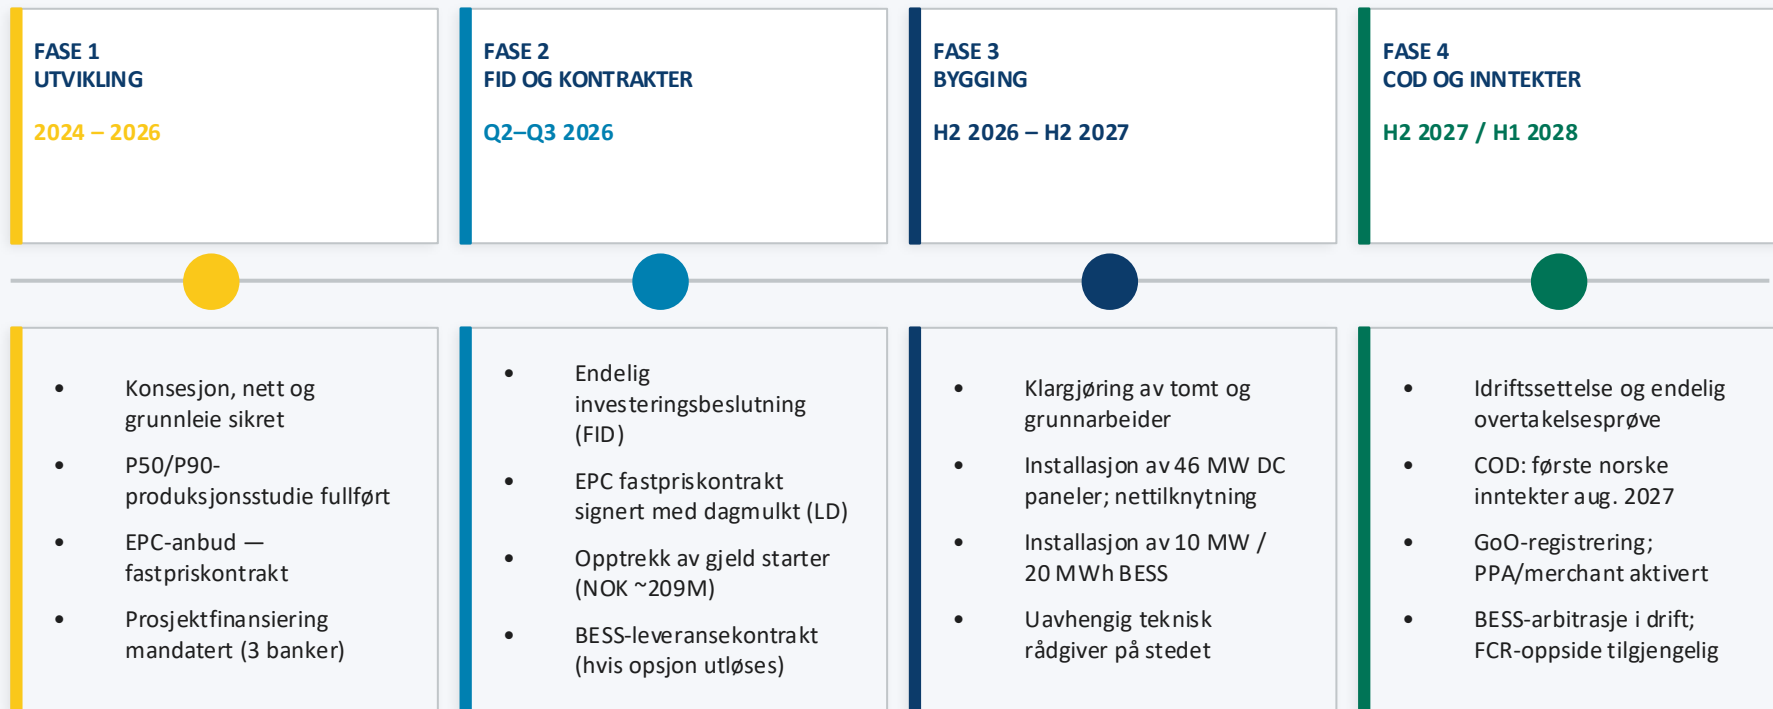 FASE 1
UTVIKLING
2024 – 2026
FASE 2
FID OG KONTRAKTER
Q2–Q3 2026
FASE 3
BYGGING
H2 2026 – H2 2027
FASE 4
COD OG INNTEKTER
H2 2027 / H1 2028
• Konsesjon, nett og
grunnleie sikret
• P50/P90-
produksjonsstudie fullført
• EPC-anbud —
fastpriskontrakt
• Prosjektfinansiering
mandatert (3 banker)
• Endelig
investeringsbeslutning
(FID)
• EPC fastpriskontrakt
signert med dagmulkt (LD)
• Opptrekk av gjeld starter
(NOK ~209M)
• BESS-leveransekontrakt
(hvis opsjon utløses)
• Klargjøring av tomt og
grunnarbeider
• Installasjon av 46 MW DC
paneler; nettilknytning
• Installasjon av 10 MW /
20 MWh BESS
• Uavhengig teknisk
rådgiver på stedet
• Idriftssettelse og endelig
overtakelsesprøve
• COD: første norske
inntekter aug. 2027
• GoO-registrering;
PPA/merchant aktivert
• BESS-arbitrasje i drift;
FCR-oppside tilgjengelig